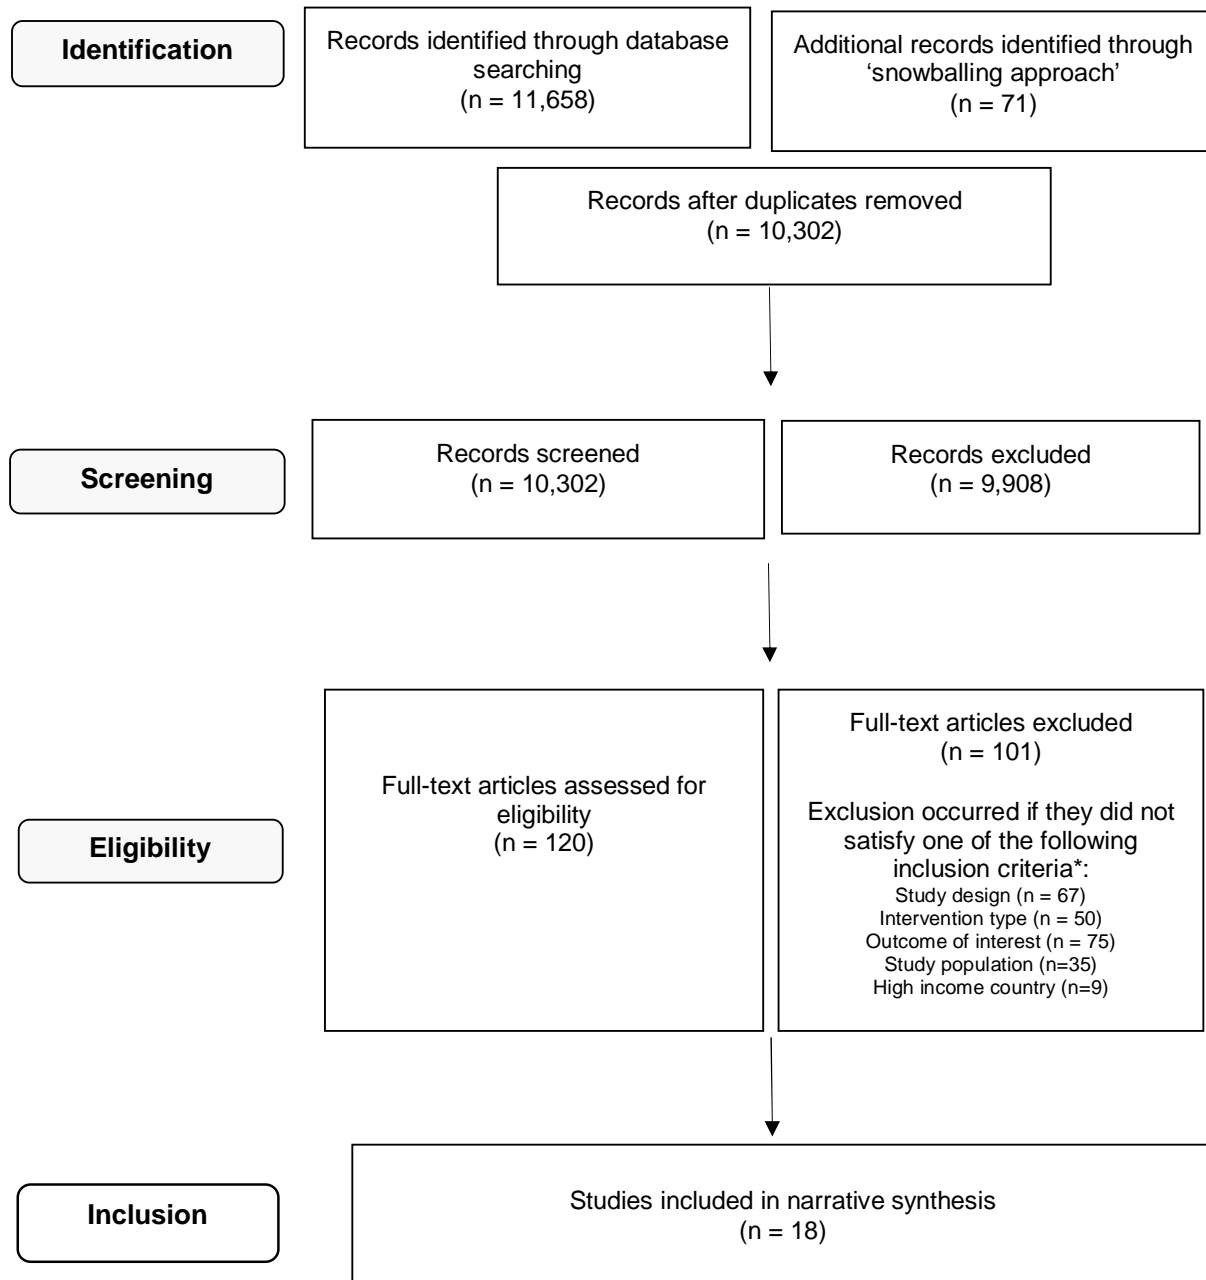 Identification
Records identified through database
searching
(n = 11,658)
Additional records identified through
‘snowballing approach’
(n = 71)
Records after duplicates removed
(n = 10,302)
Screening
Records screened
(n = 10,302)
Records excluded
(n = 9,908)
Eligibility
Full-text articles assessed for
eligibility
(n = 120)
Full-text articles excluded
(n = 101)
Exclusion occurred if they did not
satisfy one of the following
inclusion criteria*:
Study design (n = 67)
Intervention type (n = 50)
Outcome of interest (n = 75)
Study population (n=35)
High income country (n=9)
Inclusion
Studies included in narrative synthesis
(n = 18)